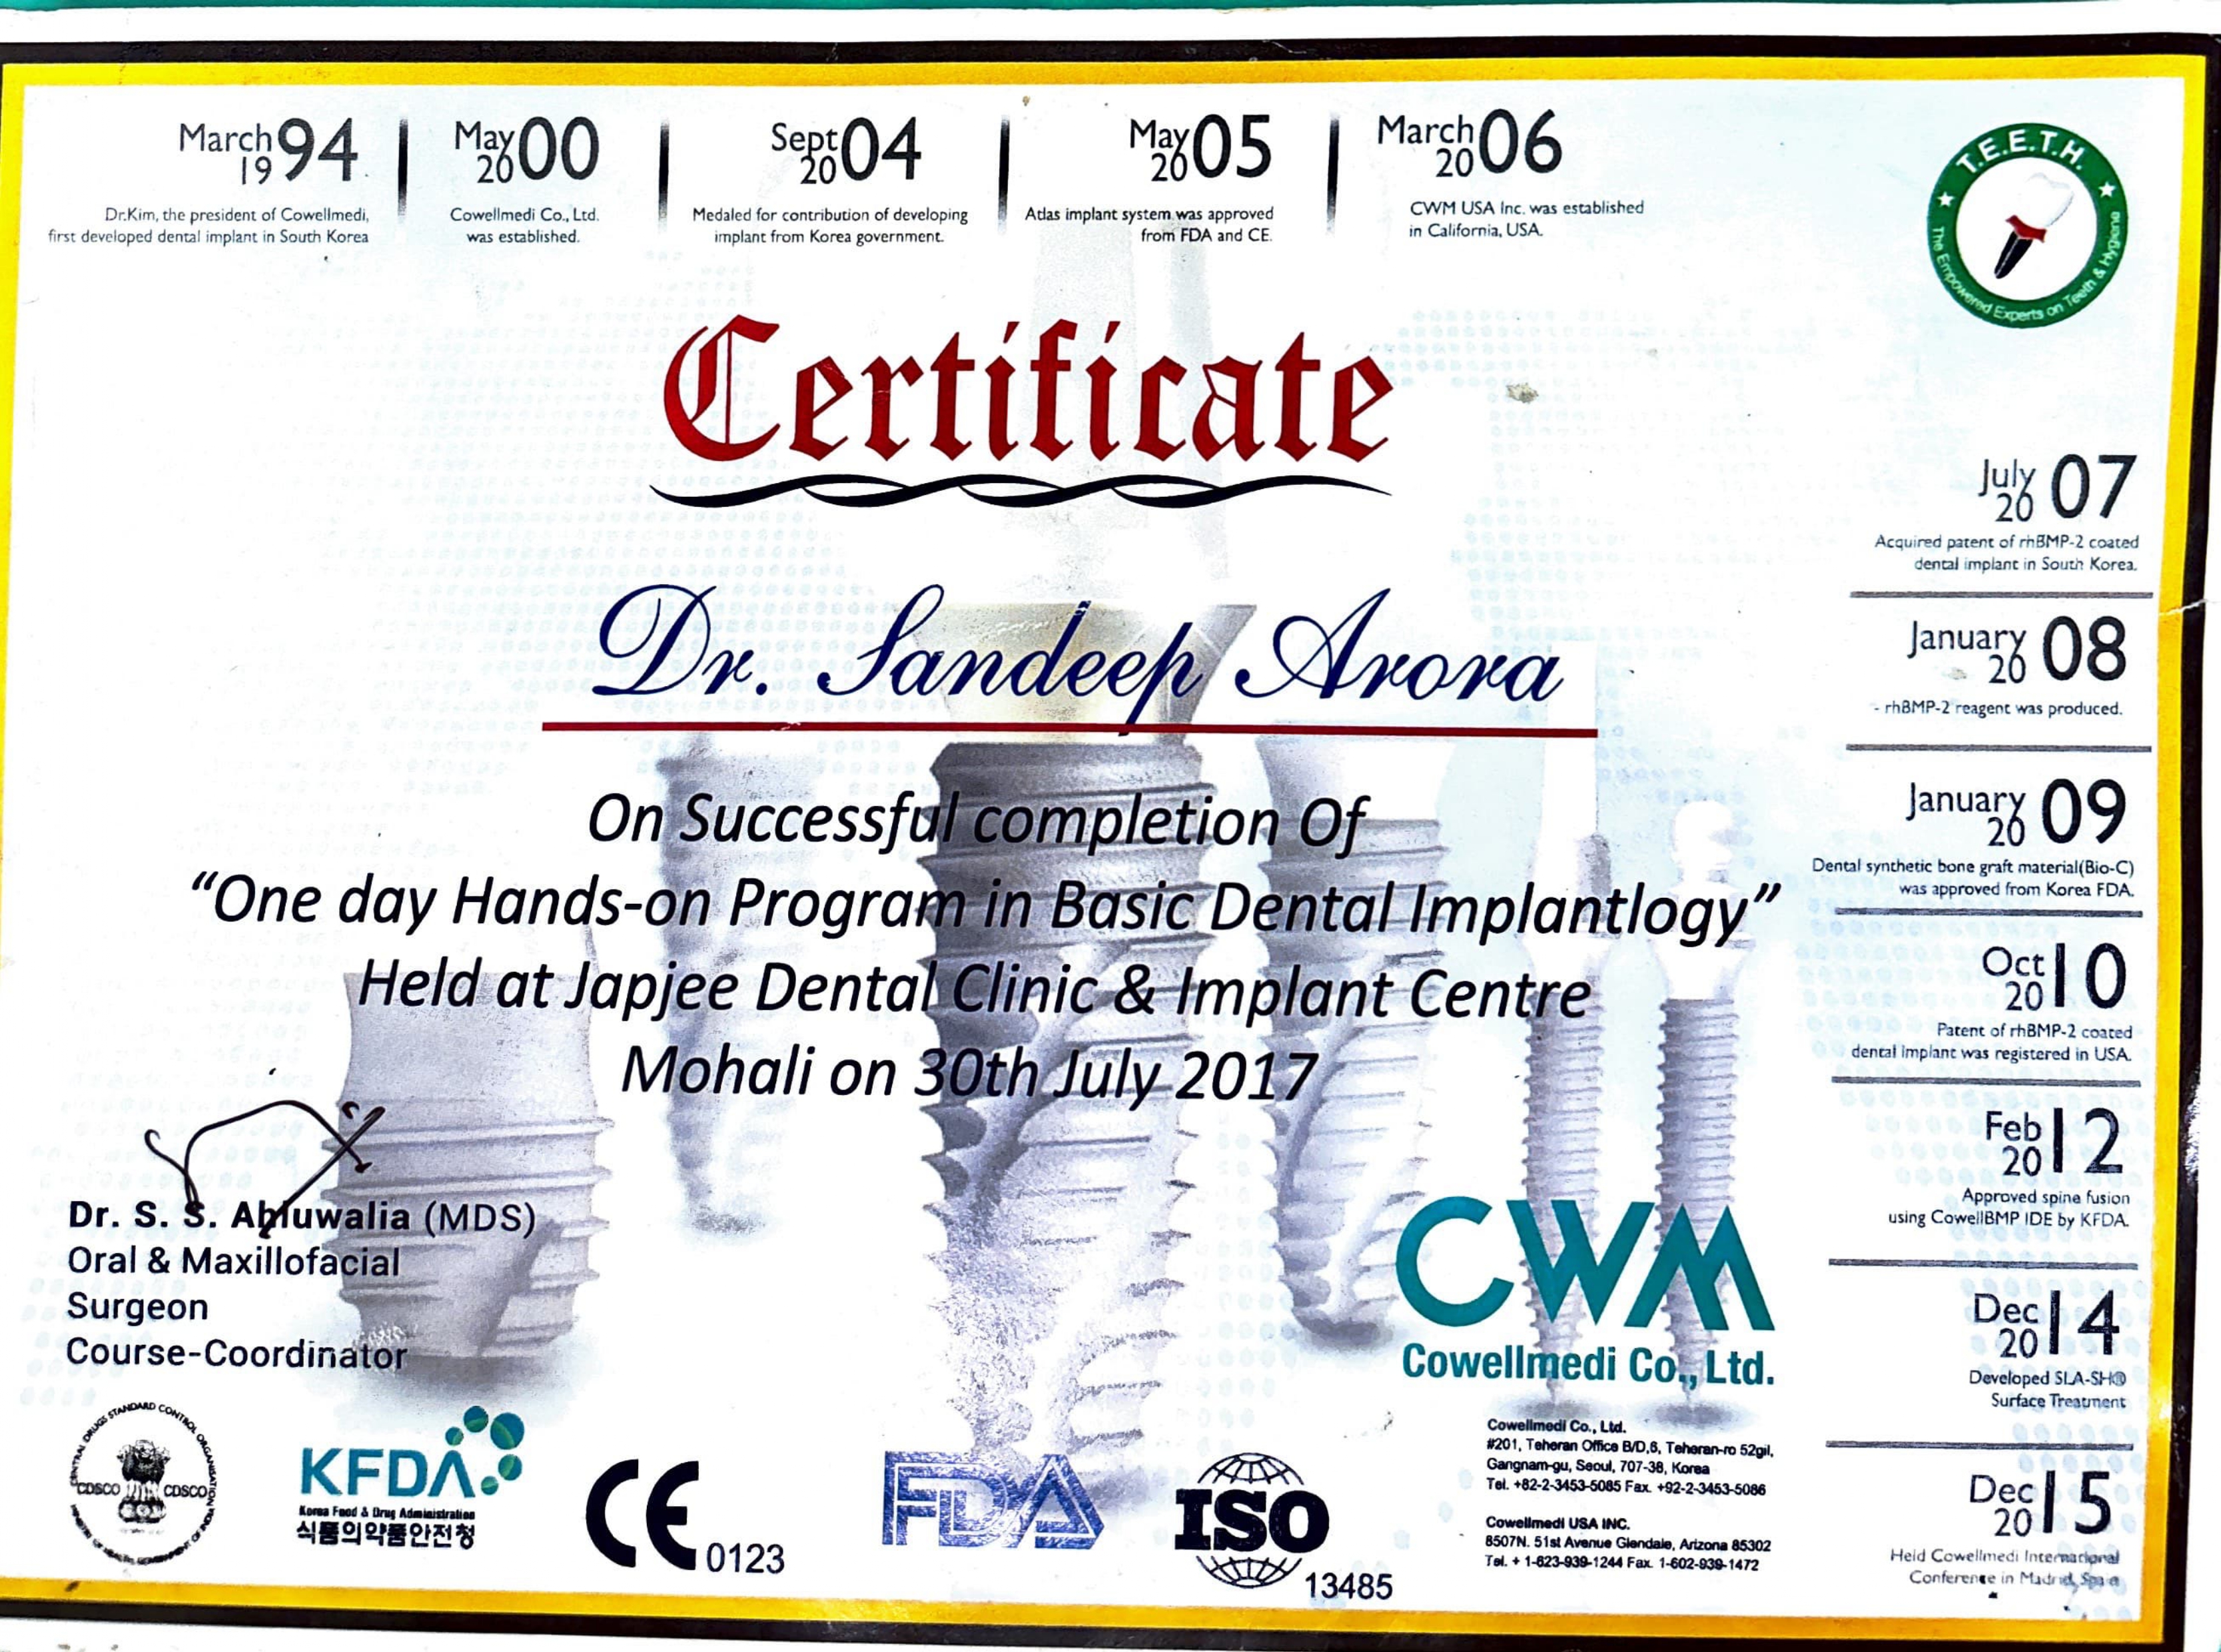 March 1994
Dr.Kim, the president of Cowellmedi,
first developed dental implant in South Korea
May 2000
Cowellmedi Co., Ltd.
was established.
Sept 2004
Medaled for contribution of developing
implant from Korea government.
May 2005
Atlas implant system was approved
from FDA and CE.
March 2006
CWM USA Inc. was established
in California, USA.
T.E.E.T.H.
The Empowered Experts on Teeth & Hygiene
Certificate
July 2007
Acquired patent of rhBMP-2 coated
dental implant in South Korea.
Dr. Sandeep Arora
January 2008
- rhBMP-2 reagent was produced.
On Successful completion Of
"One day Hands-on Program in Basic Dental Implantlogy"
Held at Japjee Dental Clinic & Implant Centre
Mohali on 30th July 2017
January 2009
Dental synthetic bone graft material(Bio-C)
was approved from Korea FDA.
Oct 2010
Patent of rhBMP-2 coated
dental implant was registered in USA.
Feb 2012
Approved spine fusion
using CowellBMP IDE by KFDA.
Dec 2014
Developed SLA-SH®
Surface Treatment
Dec 2015
Held Cowellmedi International
Conference in Madrid, Spain
Dr. S. S. Ahluwalia (MDS)
Oral & Maxillofacial
Surgeon
Course-Coordinator
CWM
Cowellmedi Co., Ltd.
Cowellmedi Co., Ltd.
#201, Teheran Office B/D,6, Teheran-ro 52gil,
Gangnam-gu, Seoul, 707-38, Korea
Tel. +82-2-3453-5085 Fax. +92-2-3453-5086
Cowellmedi USA INC.
8507N. 51st Avenue Glendale, Arizona 85302
Tel. + 1-623-939-1244 Fax. 1-602-939-1472
CENTRAL DRUGS STANDARD CONTROL ORGANISATION
CDSCO CDSCO
KFDA
Korea Food & Drug Administration
식품의약품안전청
CE 0123
FDA
ISO
13485